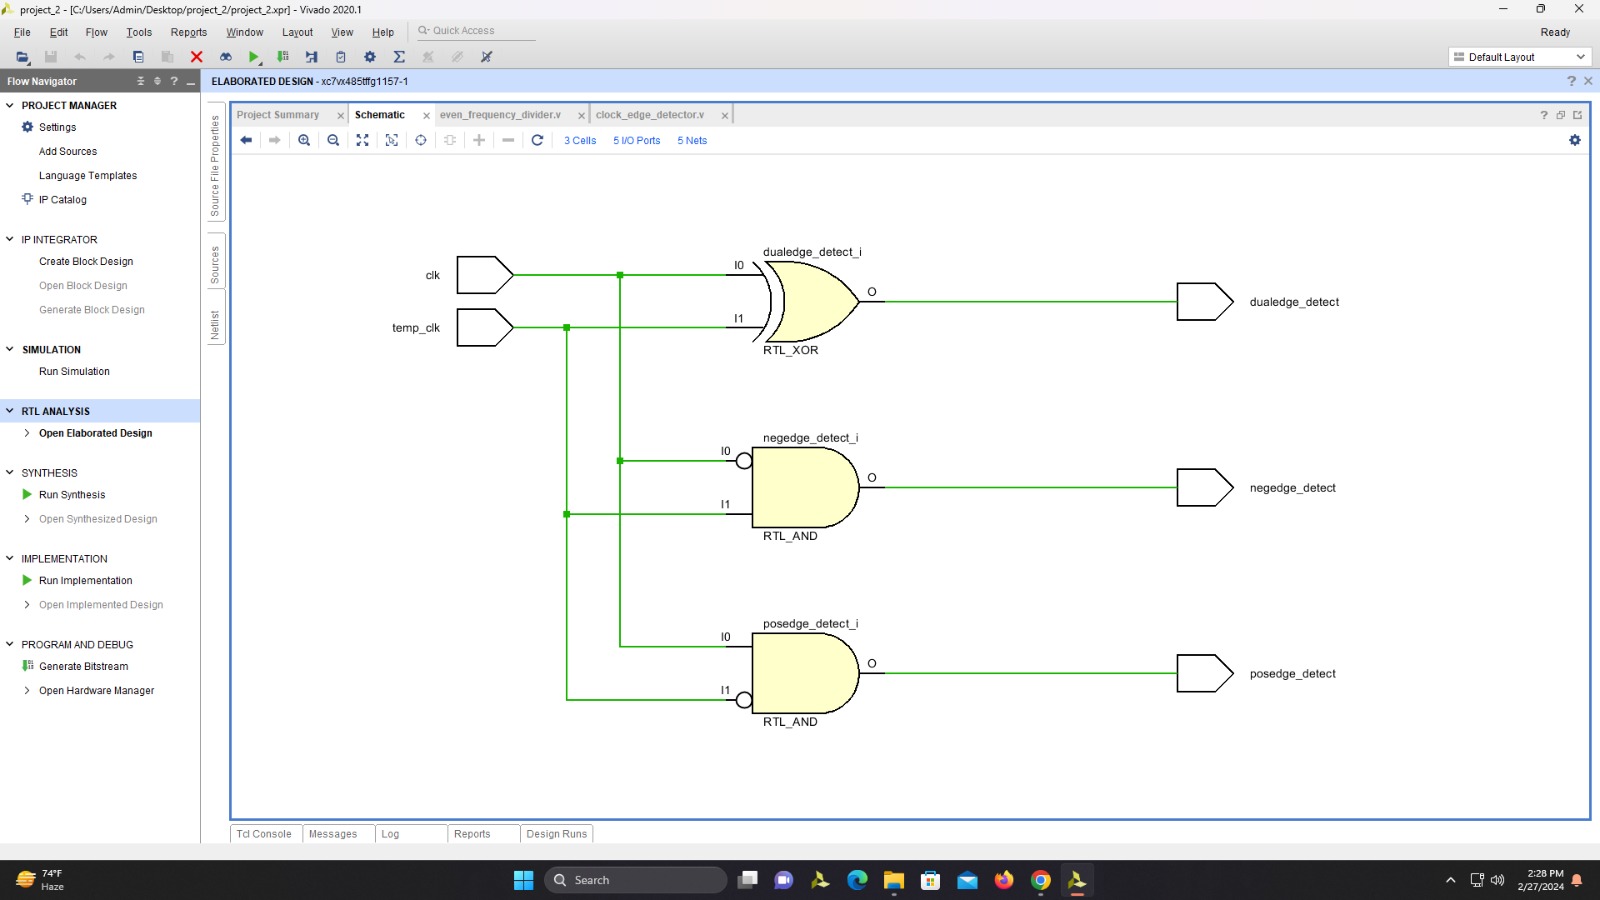 project_2 - [C:/Users/Admin/Desktop/project_2/project_2.xpr] - Vivado 2020.1
File Edit Flow Tools Reports Window Layout View Help Quick Access
Ready
Default Layout
Flow Navigator
ELABORATED DESIGN - xc7vx485tffg1157-1
PROJECT MANAGER
Settings
Add Sources
Language Templates
IP Catalog
IP INTEGRATOR
Create Block Design
Open Block Design
Generate Block Design
SIMULATION
Run Simulation
RTL ANALYSIS
Open Elaborated Design
SYNTHESIS
Run Synthesis
Open Synthesized Design
IMPLEMENTATION
Run Implementation
Open Implemented Design
PROGRAM AND DEBUG
Generate Bitstream
Open Hardware Manager
Source File Properties
Sources
Netlist
Project Summary
Schematic
even_frequency_divider.v
clock_edge_detector.v
3 Cells 5 I/O Ports 5 Nets
clk
temp_clk
dualedge_detect_i
I0
I1
O
RTL_XOR
dualedge_detect
negedge_detect_i
I0
I1
O
RTL_AND
negedge_detect
posedge_detect_i
I0
I1
O
RTL_AND
posedge_detect
Tcl Console Messages Log Reports Design Runs
74°F
Haze
Search
2:28 PM
2/27/2024